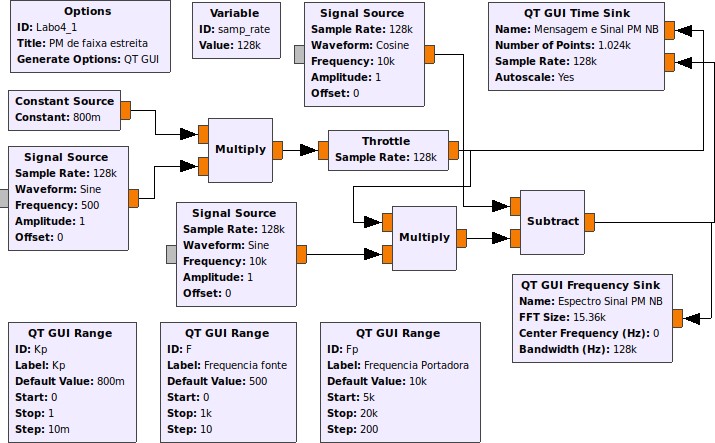 Options
ID: Labo4_1
Title: PM de faixa estreita
Generate Options: QT GUI
Variable
ID: samp_rate
Value: 128k
Signal Source
Sample Rate: 128k
Waveform: Cosine
Frequency: 10k
Amplitude: 1
Offset: 0
QT GUI Time Sink
Name: Mensagem e Sinal PM NB
Number of Points: 1.024k
Sample Rate: 128k
Autoscale: Yes
Constant Source
Constant: 800m
Signal Source
Sample Rate: 128k
Waveform: Sine
Frequency: 500
Amplitude: 1
Offset: 0
Multiply
Throttle
Sample Rate: 128k
Signal Source
Sample Rate: 128k
Waveform: Sine
Frequency: 10k
Amplitude: 1
Offset: 0
Multiply
Subtract
QT GUI Frequency Sink
Name: Espectro Sinal PM NB
FFT Size: 15.36k
Center Frequency (Hz): 0
Bandwidth (Hz): 128k
QT GUI Range
ID: Kp
Label: Kp
Default Value: 800m
Start: 0
Stop: 1
Step: 10m
QT GUI Range
ID: F
Label: Frequencia fonte
Default Value: 500
Start: 0
Stop: 1k
Step: 10
QT GUI Range
ID: Fp
Label: Frequencia Portadora
Default Value: 10k
Start: 5k
Stop: 20k
Step: 200